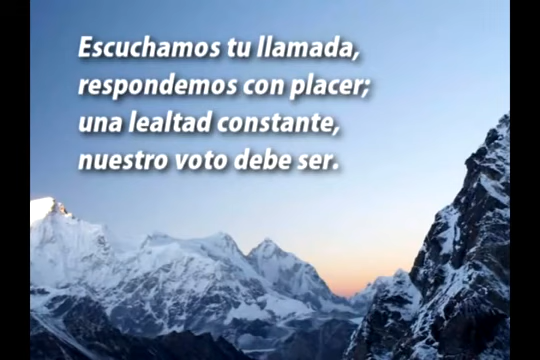 Escuchamos tu llamada,
respondemos con placer;
una lealtad constante,
nuestro voto debe ser.